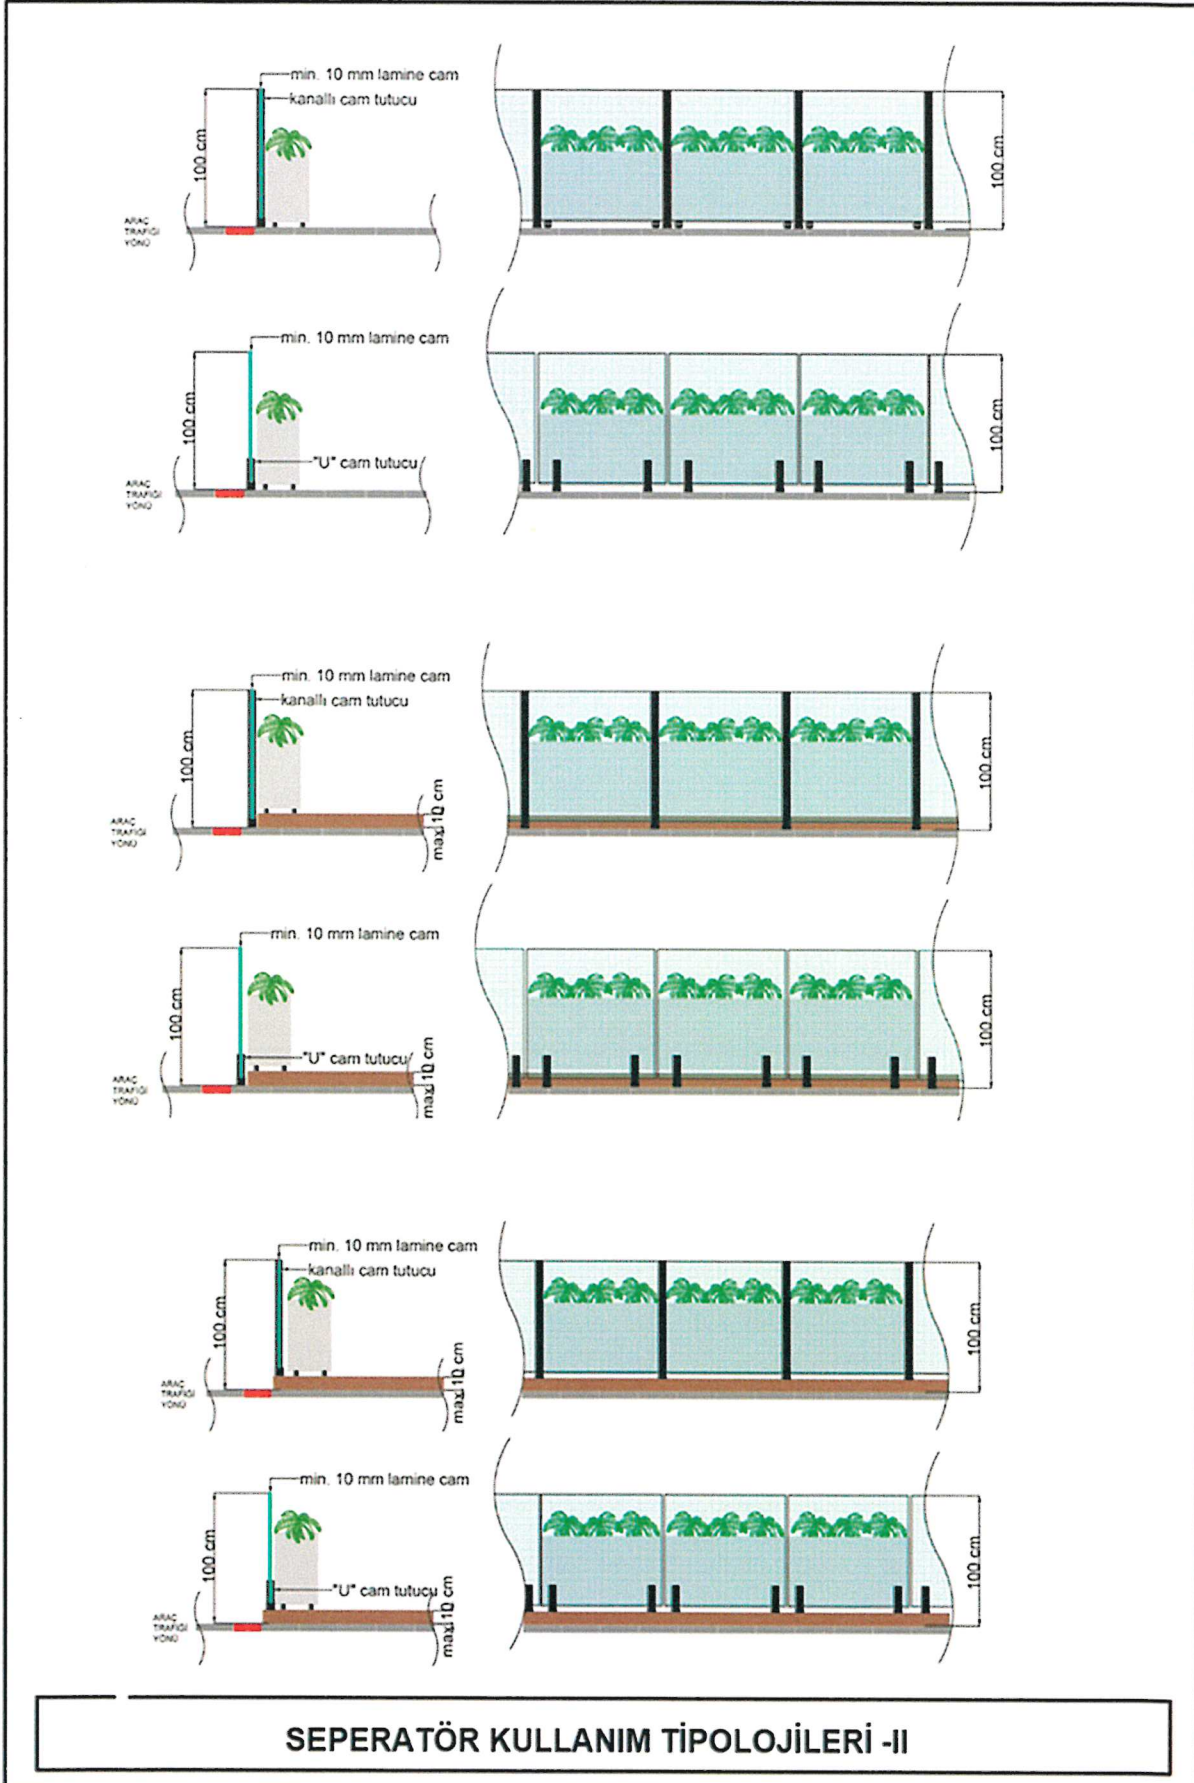 min. 10 mm lamine cam
kanallı cam tutucu
100 cm
100 cm
ARAÇ
TRAFİĞİ
YÖNÜ
min. 10 mm lamine cam
100 cm
"U" cam tutucu
100 cm
ARAÇ
TRAFİĞİ
YÖNÜ
min. 10 mm lamine cam
kanallı cam tutucu
100 cm
max.10 cm
100 cm
ARAÇ
TRAFİĞİ
YÖNÜ
min. 10 mm lamine cam
100 cm
"U" cam tutucu
max.10 cm
100 cm
ARAÇ
TRAFİĞİ
YÖNÜ
min. 10 mm lamine cam
kanallı cam tutucu
100 cm
max.10 cm
100 cm
ARAÇ
TRAFİĞİ
YÖNÜ
min. 10 mm lamine cam
100 cm
"U" cam tutucu
max.10 cm
100 cm
ARAÇ
TRAFİĞİ
YÖNÜ
SEPERATÖR KULLANIM TİPOLOJİLERİ -II